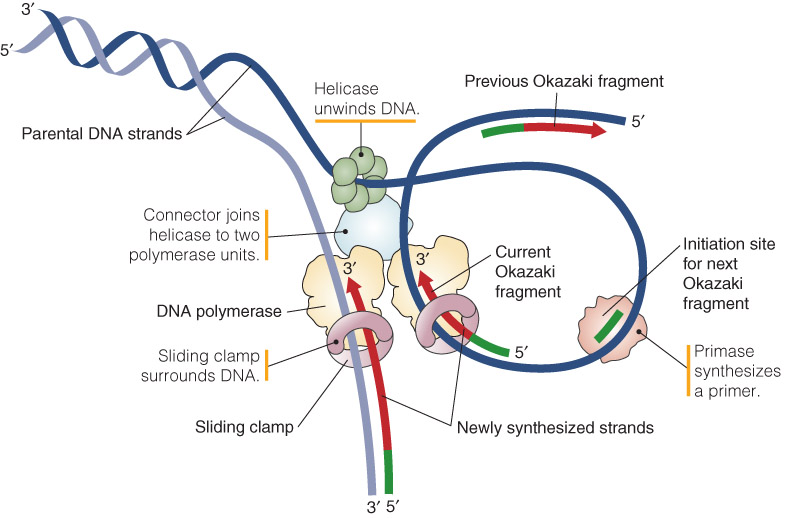 3′
5′
Parental DNA strands
Helicase
unwinds DNA.
Previous Okazaki fragment
5′
Connector joins
helicase to two
polymerase units.
3′
3′
Current
Okazaki
fragment
Initiation site
for next
Okazaki
fragment
DNA polymerase
5′
Sliding clamp
surrounds DNA.
Primase
synthesizes
a primer.
Sliding clamp
Newly synthesized strands
3′ 5′